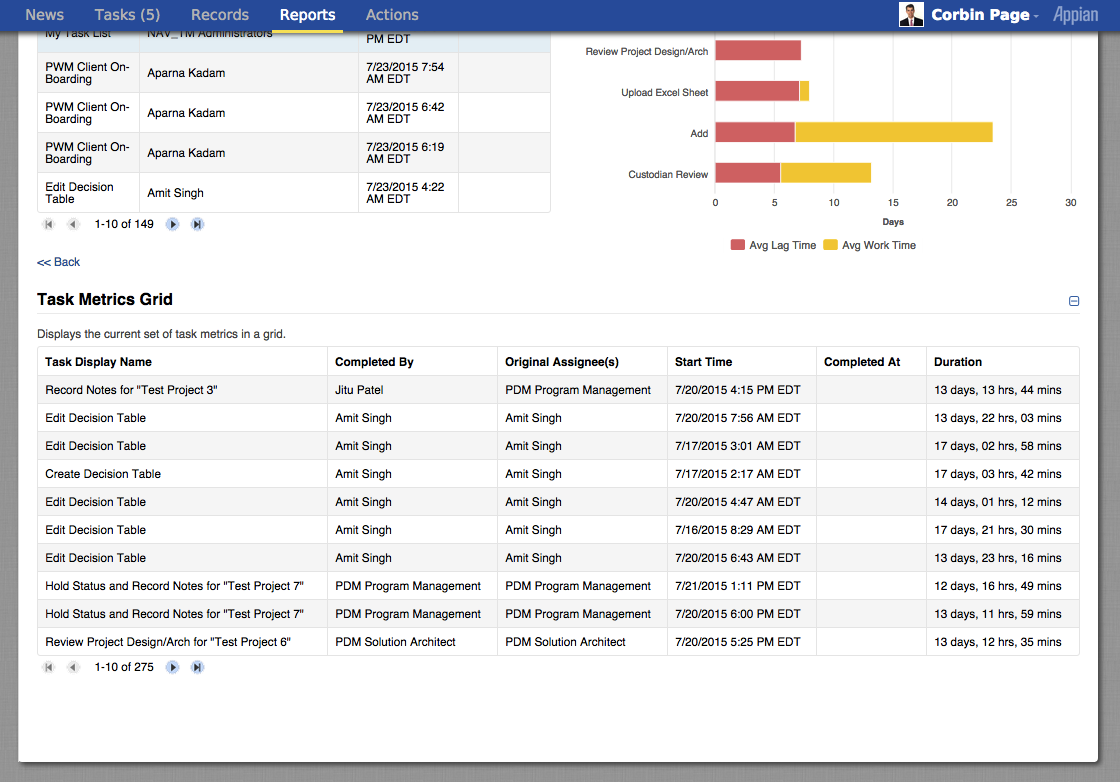 News Tasks (5) Records Reports Actions Corbin Page Appian
My Task List NAV_TM Administrators PM EDT
PWM Client On-Boarding Aparna Kadam 7/23/2015 7:54 AM EDT
PWM Client On-Boarding Aparna Kadam 7/23/2015 6:42 AM EDT
PWM Client On-Boarding Aparna Kadam 7/23/2015 6:19 AM EDT
Edit Decision Table Amit Singh 7/23/2015 4:22 AM EDT
1-10 of 149
Review Project Design/Arch
Upload Excel Sheet
Add
Custodian Review
0 5 10 15 20 25 30
Days
Avg Lag Time Avg Work Time
<< Back
Task Metrics Grid
Displays the current set of task metrics in a grid.
Task Display Name Completed By Original Assignee(s) Start Time Completed At Duration
Record Notes for "Test Project 3" Jitu Patel PDM Program Management 7/20/2015 4:15 PM EDT 13 days, 13 hrs, 44 mins
Edit Decision Table Amit Singh Amit Singh 7/20/2015 7:56 AM EDT 13 days, 22 hrs, 03 mins
Edit Decision Table Amit Singh Amit Singh 7/17/2015 3:01 AM EDT 17 days, 02 hrs, 58 mins
Create Decision Table Amit Singh Amit Singh 7/17/2015 2:17 AM EDT 17 days, 03 hrs, 42 mins
Edit Decision Table Amit Singh Amit Singh 7/20/2015 4:47 AM EDT 14 days, 01 hrs, 12 mins
Edit Decision Table Amit Singh Amit Singh 7/16/2015 8:29 AM EDT 17 days, 21 hrs, 30 mins
Edit Decision Table Amit Singh Amit Singh 7/20/2015 6:43 AM EDT 13 days, 23 hrs, 16 mins
Hold Status and Record Notes for "Test Project 7" PDM Program Management PDM Program Management 7/21/2015 1:11 PM EDT 12 days, 16 hrs, 49 mins
Hold Status and Record Notes for "Test Project 7" PDM Program Management PDM Program Management 7/20/2015 6:00 PM EDT 13 days, 11 hrs, 59 mins
Review Project Design/Arch for "Test Project 6" PDM Solution Architect PDM Solution Architect 7/20/2015 5:25 PM EDT 13 days, 12 hrs, 35 mins
1-10 of 275